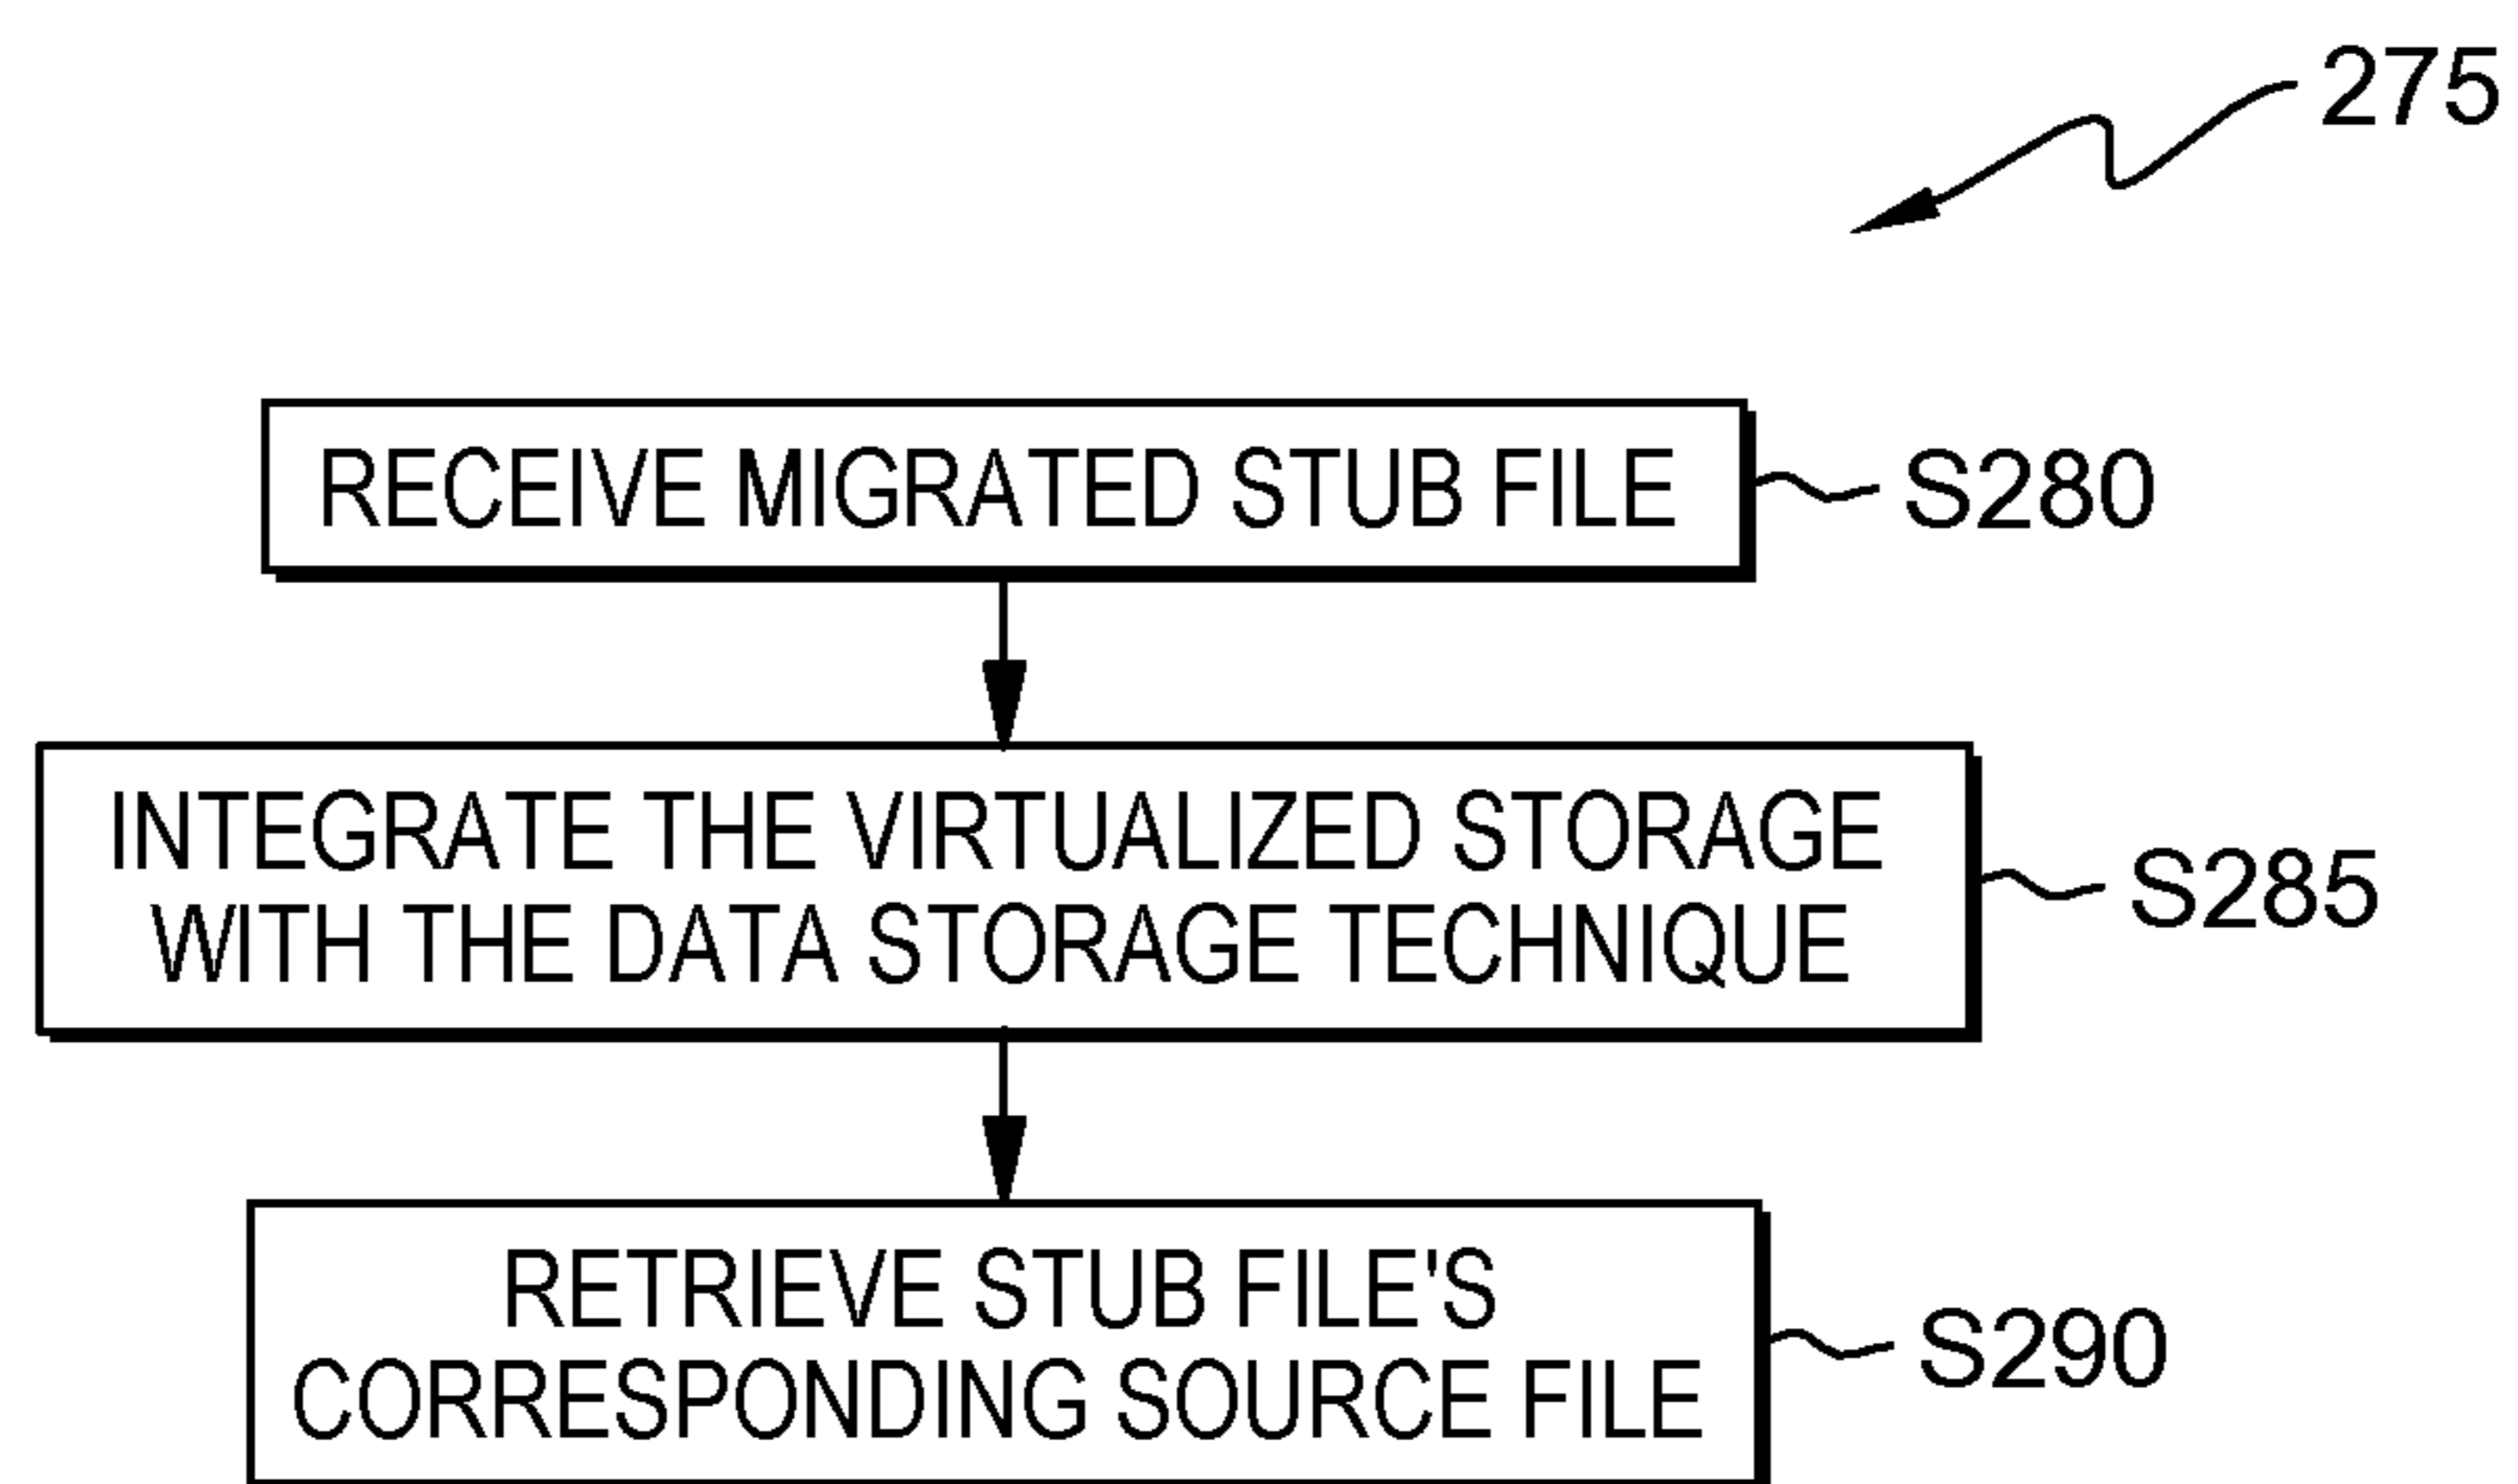 275
RECEIVE MIGRATED STUB FILE
S280
INTEGRATE THE VIRTUALIZED STORAGE
WITH THE DATA STORAGE TECHNIQUE
S285
RETRIEVE STUB FILE'S
CORRESPONDING SOURCE FILE
S290